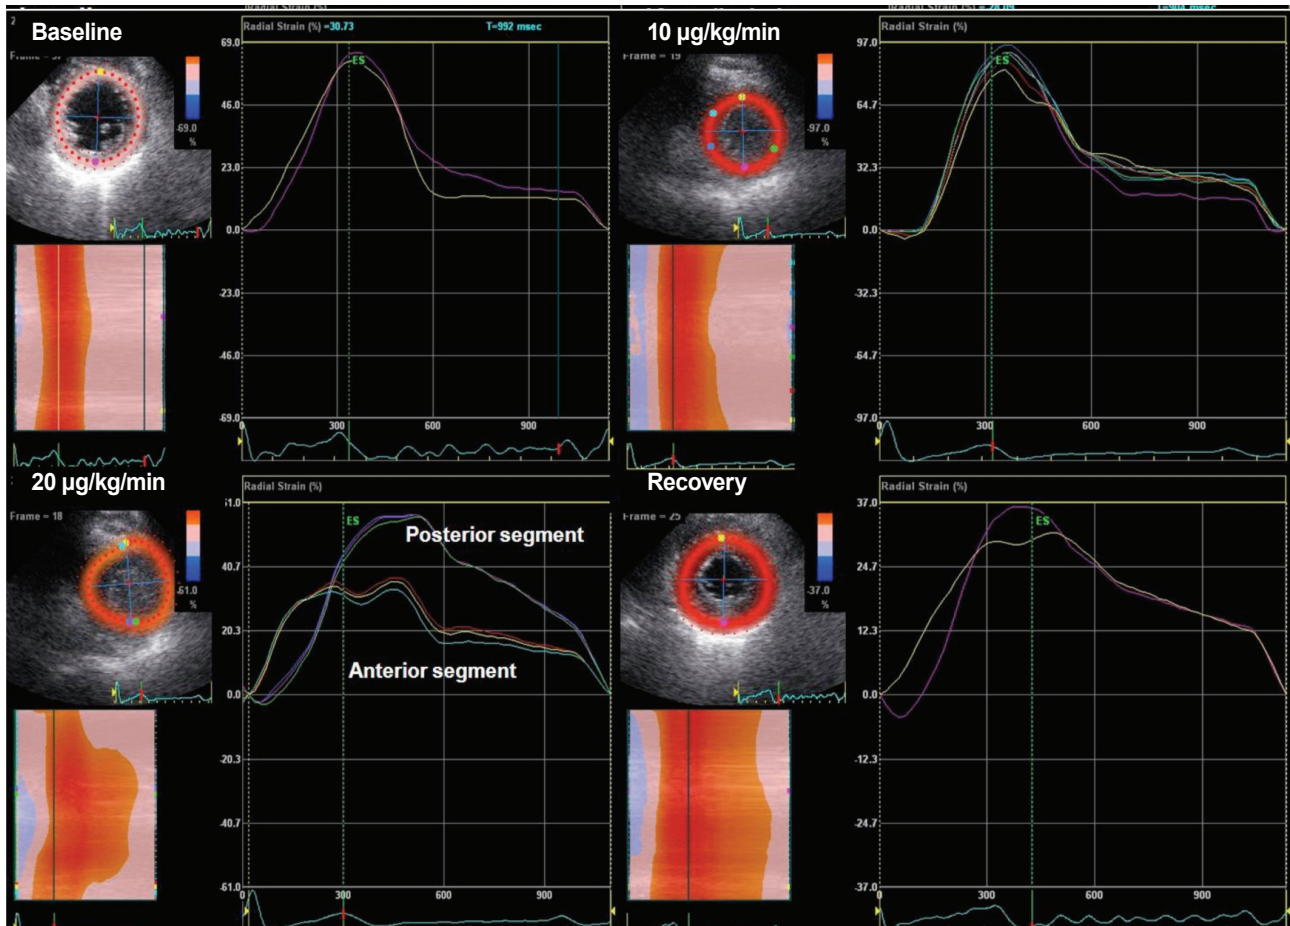 Baseline
Radial Strain (%) =30.73
T=992 msec
69.0
46.0
23.0
0.0
-23.0
-46.0
-69.0
ES
-69.0
%
0
300
600
900
10 µg/kg/min
Radial Strain (%)
Frame = 19
97.0
64.7
32.3
0.0
-32.3
-64.7
-97.0
ES
-97.0
%
0
300
600
900
20 µg/kg/min
Radial Strain (%)
Frame = 18
40.7
20.3
0.0
-20.3
-40.7
-61.0
ES
Posterior segment
Anterior segment
-61.0
%
0
300
600
900
Recovery
Radial Strain (%)
Frame = 25
37.0
24.7
12.3
0.0
-12.3
-24.7
-37.0
ES
-37.0
%
0
300
600
900